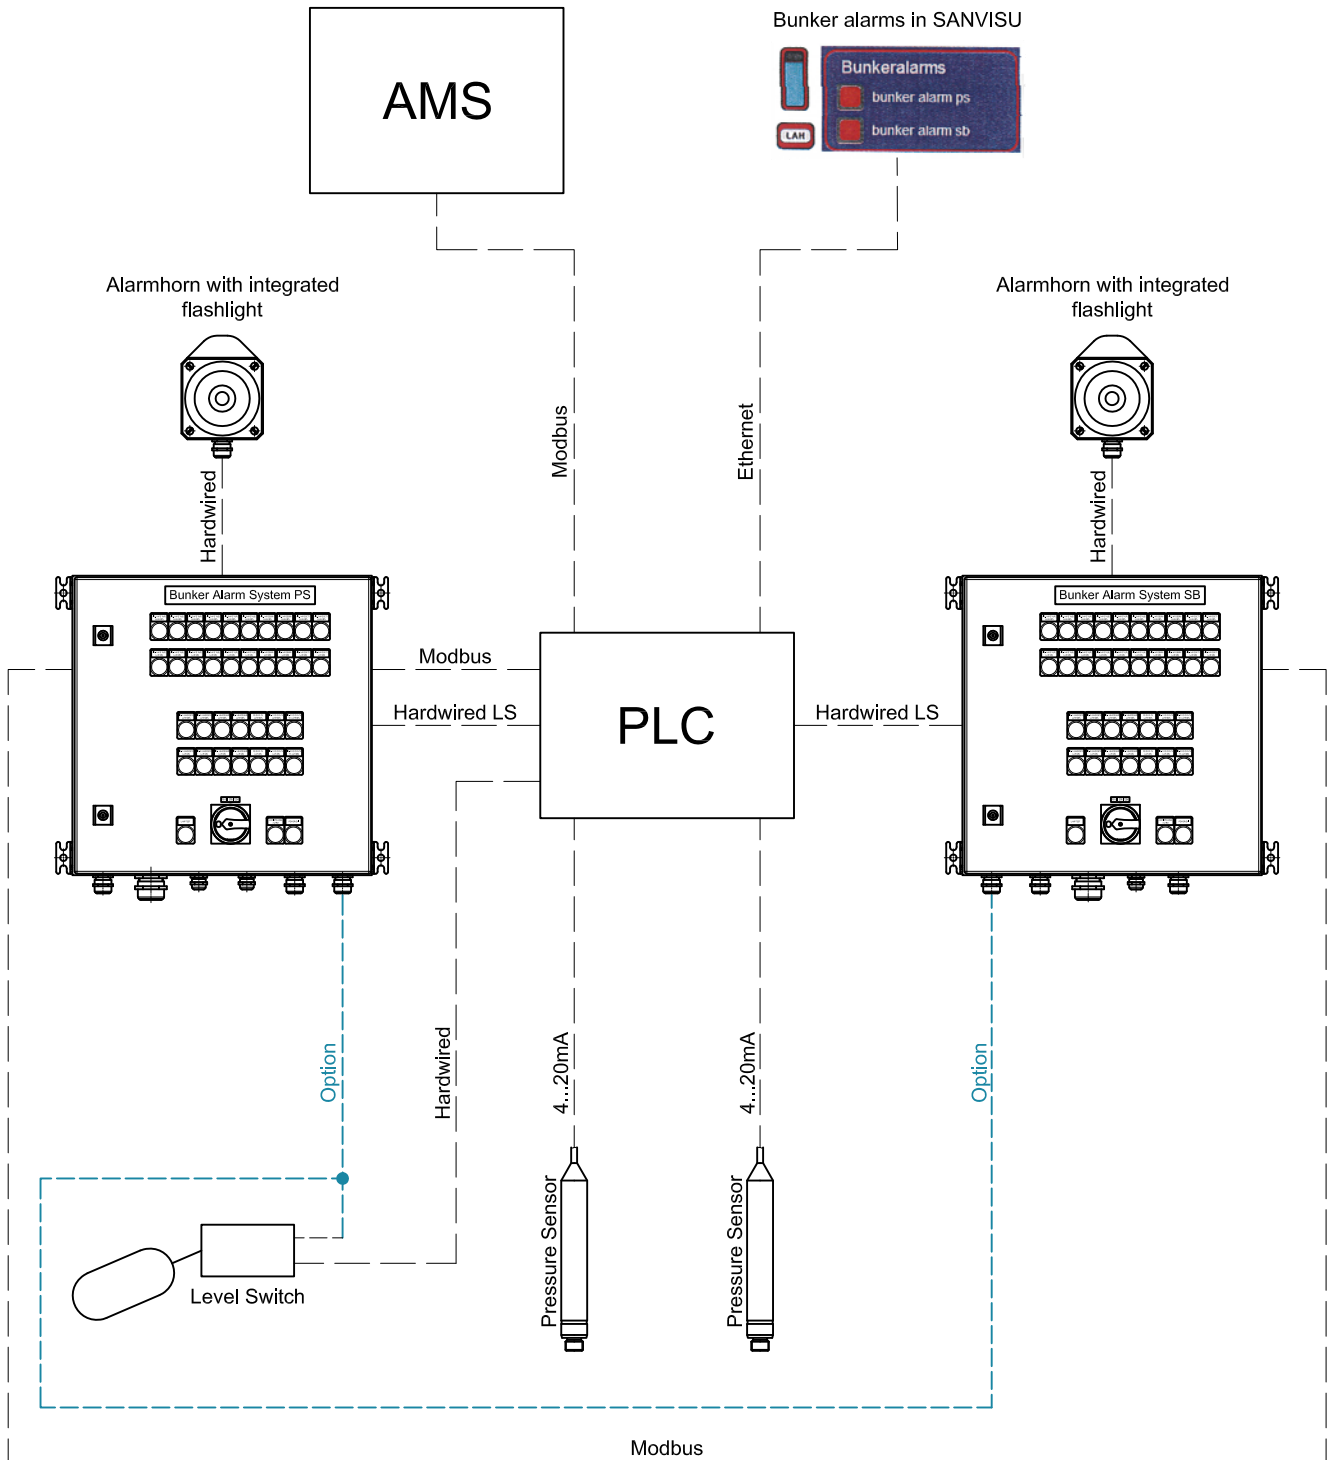 AMS
Bunker alarms in SANVISU
Bunkeralarms
bunker alarm ps
LAH
bunker alarm sb
Alarmhorn with integrated
flashlight
Alarmhorn with integrated
flashlight
Modbus
Ethernet
Hardwired
Hardwired
Bunker Alarm System PS
Bunker Alarm System SB
Modbus
Hardwired LS
PLC
Hardwired LS
Option
Hardwired
4...20mA
4...20mA
Option
Pressure Sensor
Pressure Sensor
Level Switch
Modbus